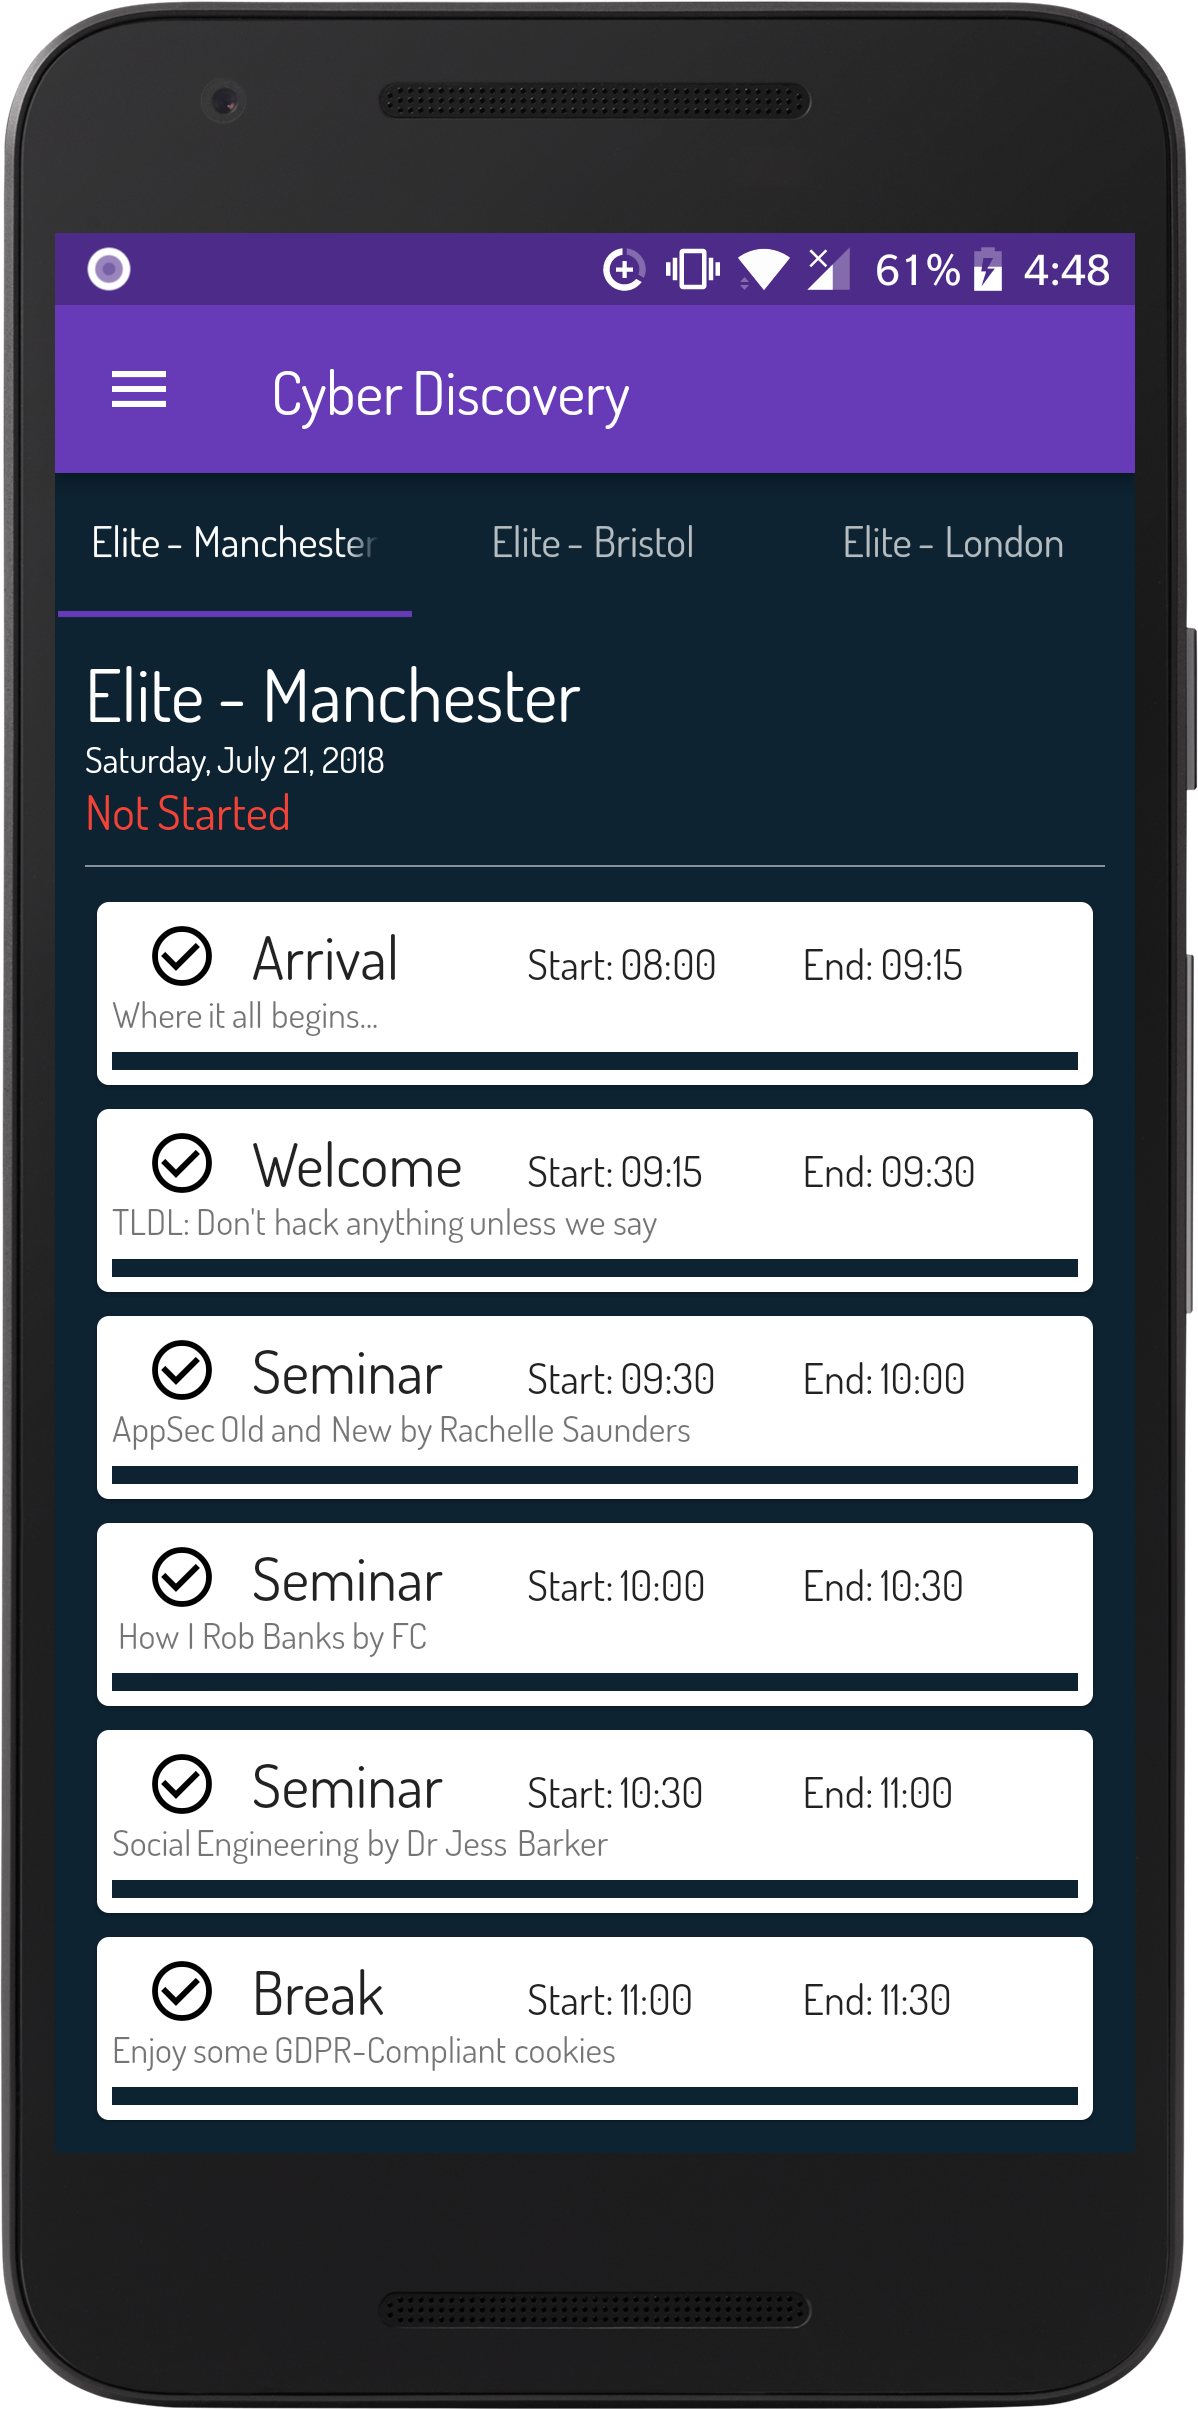 61% 4:48
Cyber Discovery
Elite - Manchester Elite - Bristol Elite - London
Elite - Manchester
Saturday, July 21, 2018
Not Started
Arrival Start: 08:00 End: 09:15
Where it all begins...
Welcome Start: 09:15 End: 09:30
TLDL: Don't hack anything unless we say
Seminar Start: 09:30 End: 10:00
AppSec Old and New by Rachelle Saunders
Seminar Start: 10:00 End: 10:30
How I Rob Banks by FC
Seminar Start: 10:30 End: 11:00
Social Engineering by Dr Jess Barker
Break Start: 11:00 End: 11:30
Enjoy some GDPR-Compliant cookies